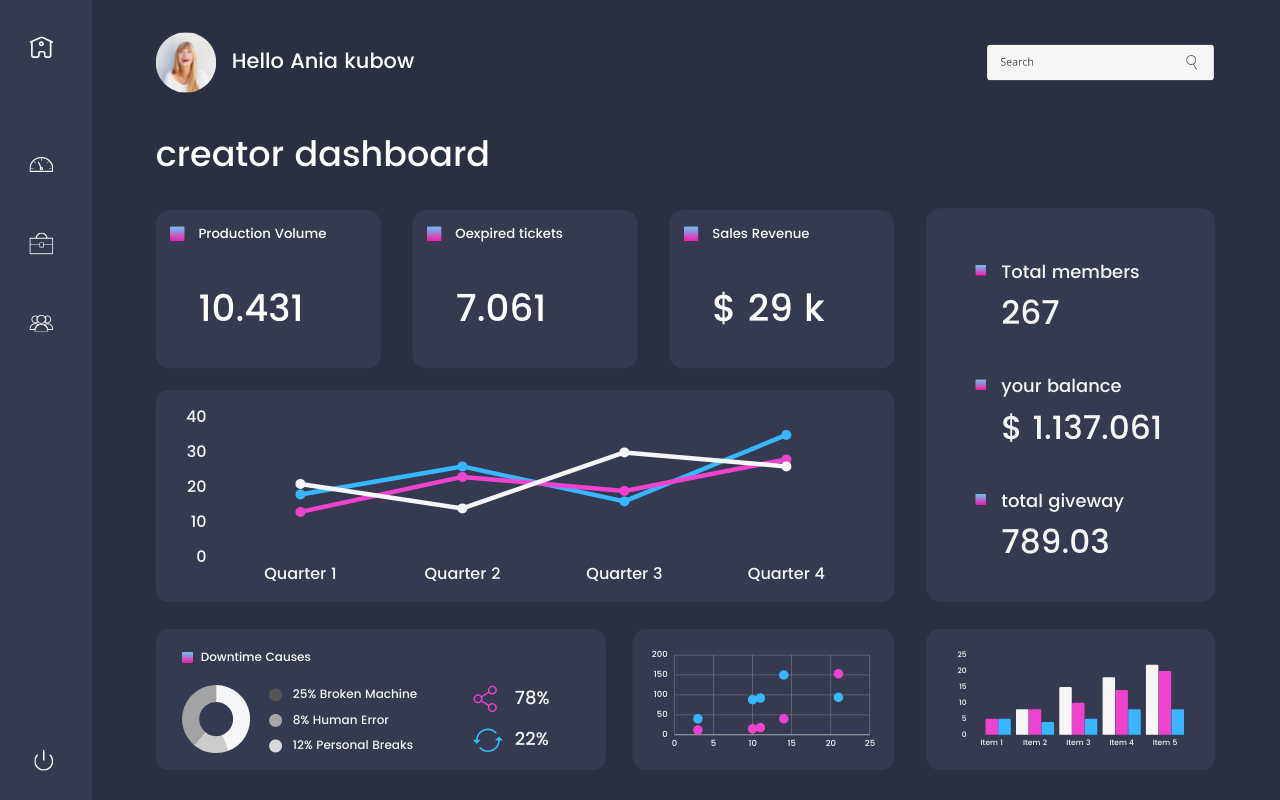 Hello Ania kubow
Search
creator dashboard
Production Volume
10.431
Oexpired tickets
7.061
Sales Revenue
$ 29 k
Total members
267
your balance
$ 1.137.061
total giveway
789.03
40
30
20
10
0
Quarter 1 Quarter 2 Quarter 3 Quarter 4
Downtime Causes
25% Broken Machine
8% Human Error
12% Personal Breaks
78%
22%
200
150
100
50
0
0 5 10 15 20 25
25
20
15
10
5
0
Item 1 Item 2 Item 3 Item 4 Item 5